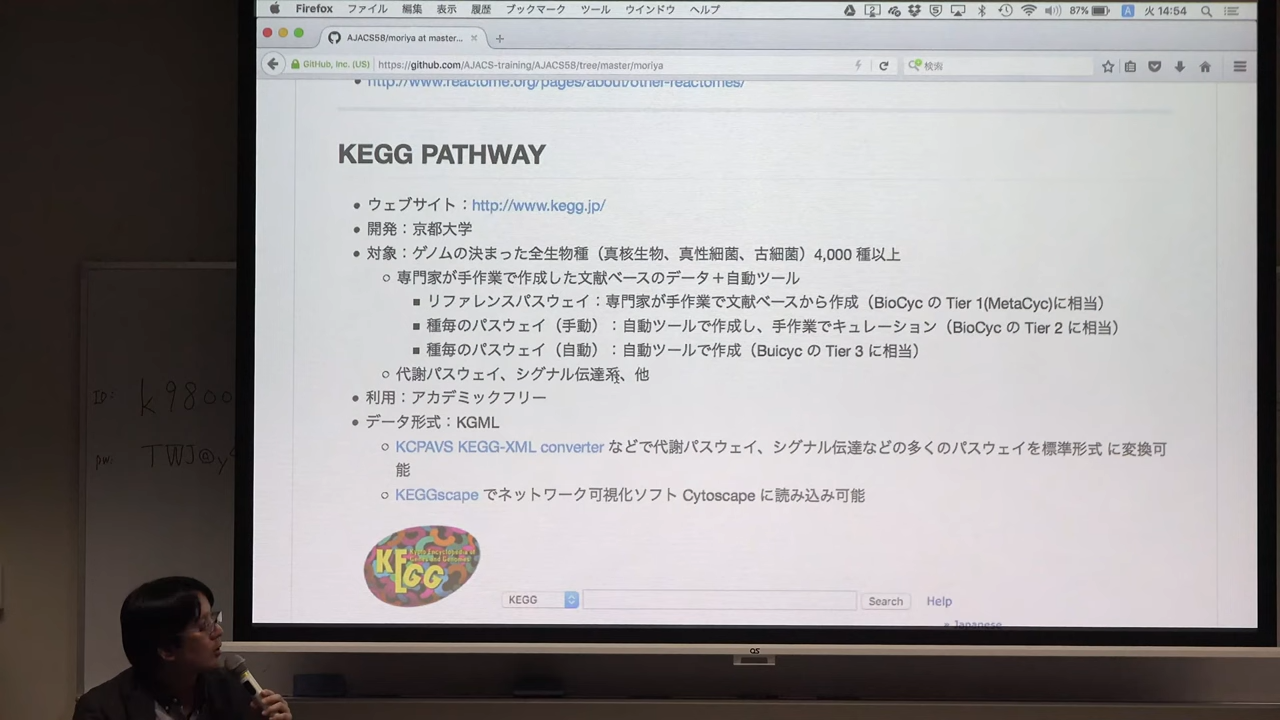 Firefox ファイル 編集 表示 履歴 ブックマーク ツール ウインドウ ヘルプ 87% A 火 14:54
AJACS58/moriya at master...
GitHub, Inc. (US) https://github.com/AJACS-training/AJACS58/tree/master/moriya 検索
http://www.reactome.org/pages/about/other-reactomes/
KEGG PATHWAY
ウェブサイト：http://www.kegg.jp/
開発：京都大学
対象：ゲノムの決まった全生物種（真核生物、真性細菌、古細菌）4,000 種以上
専門家が手作業で作成した文献ベースのデータ＋自動ツール
リファレンスパスウェイ：専門家が手作業で文献ベースから作成（BioCyc の Tier 1(MetaCyc)に相当）
種毎のパスウェイ（手動）：自動ツールで作成し、手作業でキュレーション（BioCyc の Tier 2 に相当）
種毎のパスウェイ（自動）：自動ツールで作成（Buicyc の Tier 3 に相当）
代謝パスウェイ、シグナル伝達系、他
利用：アカデミックフリー
データ形式：KGML
KCPAVS KEGG-XML converter などで代謝パスウェイ、シグナル伝達などの多くのパスウェイを標準形式 に変換可
能
KEGGscape でネットワーク可視化ソフト Cytoscape に読み込み可能
KEGG
Kyoto Encyclopedia of
Genes and Genomes
KEGG Search Help
Japanese
ID: k9800
pw: TWJ@y
QS